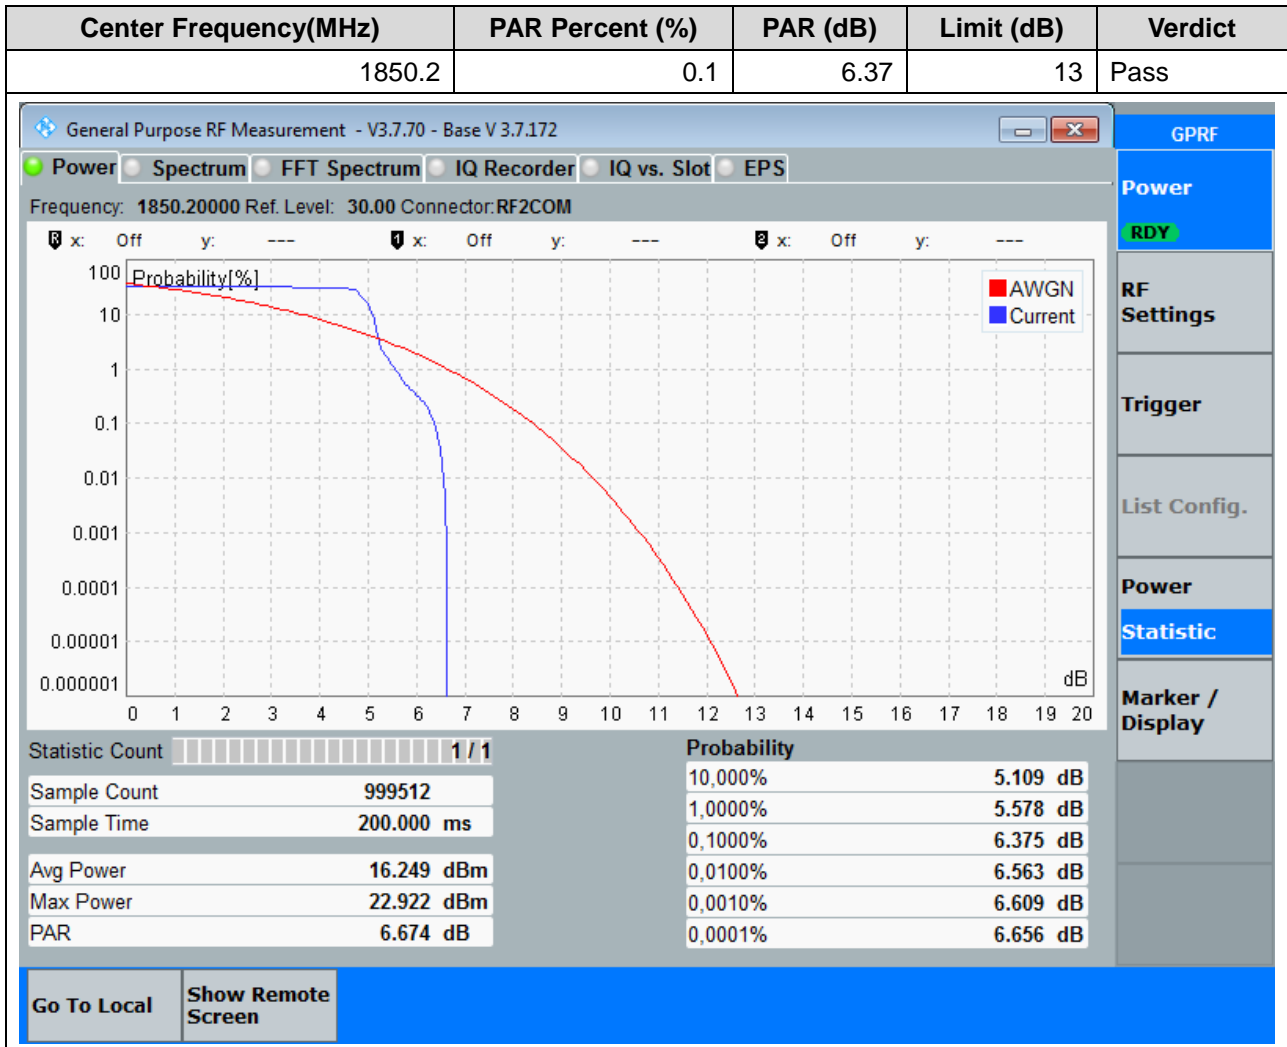 Center Frequency(MHz) PAR Percent (%) PAR (dB) Limit (dB) Verdict
1850.2 0.1 6.37 13 Pass
General Purpose RF Measurement - V3.7.70 - Base V 3.7.172
GPRF
Power Spectrum FFT Spectrum IQ Recorder IQ vs. Slot EPS
Frequency: 1850.20000 Ref. Level: 30.00 Connector:RF2COM
R x: Off y: --- 1 x: Off y: --- 2 x: Off y: ---
Probability[%]
AWGN
Current
100
10
1
0.1
0.01
0.001
0.0001
0.00001
0.000001
dB
0 1 2 3 4 5 6 7 8 9 10 11 12 13 14 15 16 17 18 19 20
Statistic Count 1 / 1
Sample Count 999512
Sample Time 200.000 ms
Avg Power 16.249 dBm
Max Power 22.922 dBm
PAR 6.674 dB
Probability
10,000% 5.109 dB
1,0000% 5.578 dB
0,1000% 6.375 dB
0,0100% 6.563 dB
0,0010% 6.609 dB
0,0001% 6.656 dB
Power
RDY
RF
Settings
Trigger
List Config.
Power
Statistic
Marker /
Display
Go To Local
Show Remote
Screen